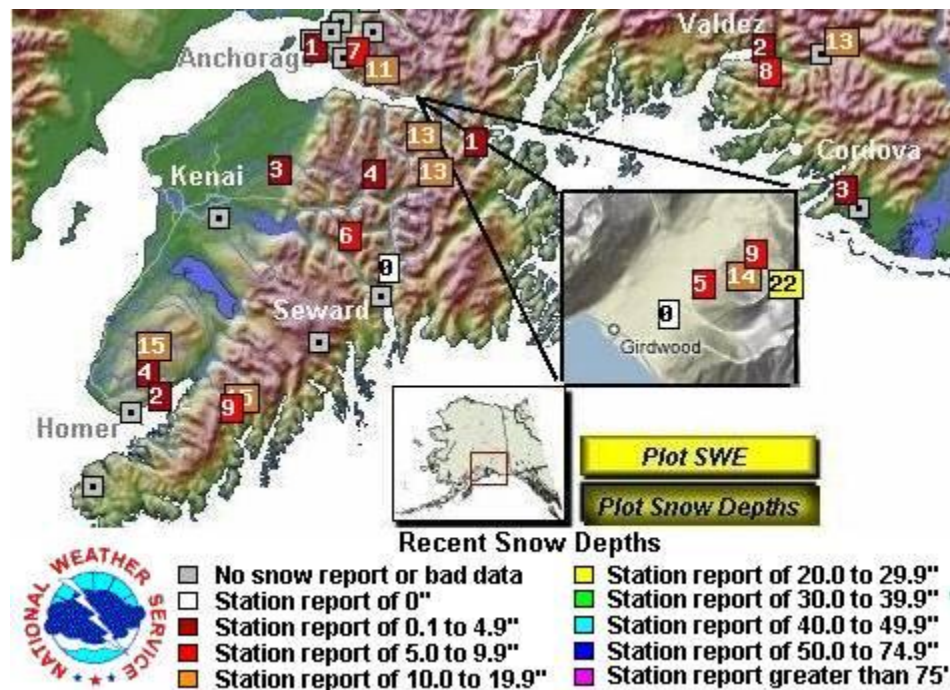 Valdez
2
13
Anchorage
1
7
11
8
13
1
Cordova
3
Kenai
3
4
13
6
0
9
14
22
5
0
Girdwood
Seward
15
4
2
9
Homer
Plot SWE
Plot Snow Depths
Recent Snow Depths
NATIONAL WEATHER SERVICE
No snow report or bad data
Station report of 0"
Station report of 0.1 to 4.9"
Station report of 5.0 to 9.9"
Station report of 10.0 to 19.9"
Station report of 20.0 to 29.9"
Station report of 30.0 to 39.9"
Station report of 40.0 to 49.9"
Station report of 50.0 to 74.9"
Station report greater than 75